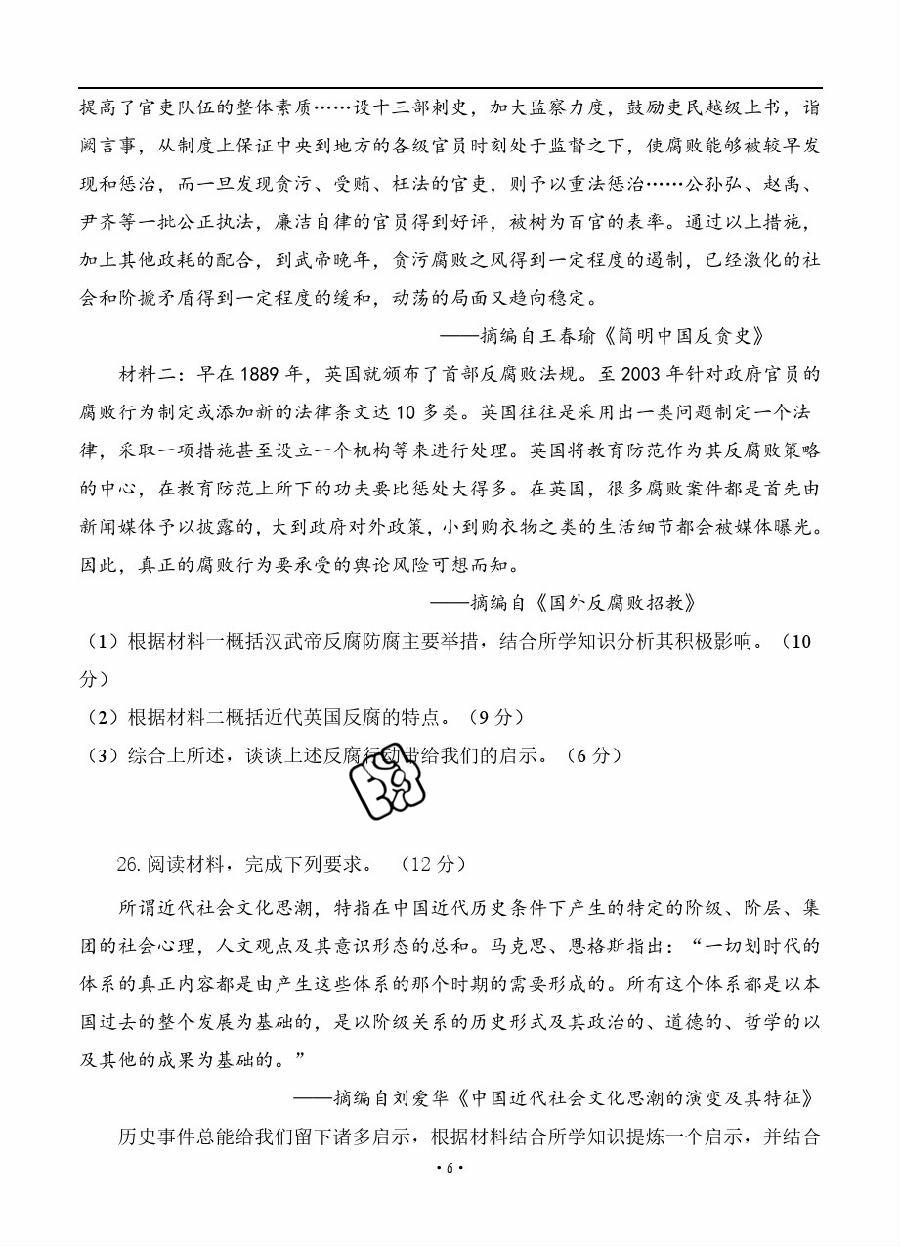 提高了官吏队伍的整体素质……设十三部刺史，加大监察力度，鼓励吏民越级上书，诣
阙言事，从制度上保证中央到地方的各级官员时刻处于监督之下，使腐败能够被较早发
现和惩治，而一旦发现贪污、受贿、枉法的官吏，则予以重法惩治……公孙弘、赵禹、
尹齐等一批公正执法，廉洁自律的官员得到好评，被树为百官的表率。通过以上措施，
加上其他政耗的配合，到武帝晚年，贪污腐败之风得到一定程度的遏制，已经激化的社
会和阶摭矛盾得到一定程度的缓和，动荡的局面又趋向稳定。
——摘编自王春瑜《简明中国反贪史》
材料二：早在 1889 年，英国就颁布了首部反腐败法规。至 2003 年针对政府官员的
腐败行为制定或添加新的法律条文达 10 多类。英国往往是采用出一类问题制定一个法
律，采取一项措施甚至设立一个机构等来进行处理。英国将教育防范作为其反腐败策略
的中心，在教育防范上所下的功夫要比惩处大得多。在英国，很多腐败案件都是首先由
新闻媒体予以披露的，大到政府对外政策，小到购衣物之类的生活细节都会被媒体曝光。
因此，真正的腐败行为要承受的舆论风险可想而知。
——摘编自《国外反腐败招教》
（1）根据材料一概括汉武帝反腐防腐主要举措，结合所学知识分析其积极影响。（10
分）
（2）根据材料二概括近代英国反腐的特点。（9 分）
（3）综合上所述，谈谈上述反腐行动带给我们的启示。（6 分）
26.阅读材料，完成下列要求。 （12 分）
所谓近代社会文化思潮，特指在中国近代历史条件下产生的特定的阶级、阶层、集
团的社会心理，人文观点及其意识形态的总和。马克思、恩格斯指出：“一切划时代的
体系的真正内容都是由产生这些体系的那个时期的需要形成的。所有这个体系都是以本
国过去的整个发展为基础的，是以阶级关系的历史形式及其政治的、道德的、哲学的以
及其他的成果为基础的。”
——摘编自刘爱华《中国近代社会文化思潮的演变及其特征》
历史事件总能给我们留下诸多启示，根据材料结合所学知识提炼一个启示，并结合
·6·